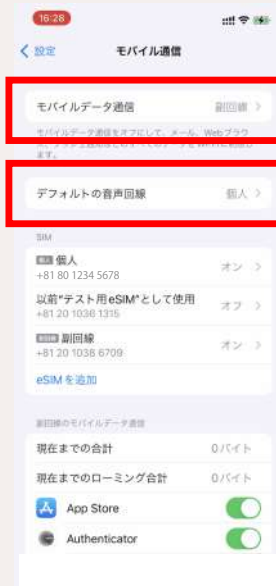 16:28
設定
モバイル通信
モバイルデータ通信 副回線
モバイルデータ通信をオフにして、メール、Webブラウ
デフォルトの音声回線 個人
SIM
個人 個人
+81 80 1234 5678
オン
以前"テスト用eSIM"として使用
+81 20 1036 1315
オフ
副回線 副回線
+81 20 1038 6709
オン
eSIMを追加
副回線のモバイルデータ通信
現在までの合計 0バイト
現在までのローミング合計 0バイト
App Store
Authenticator